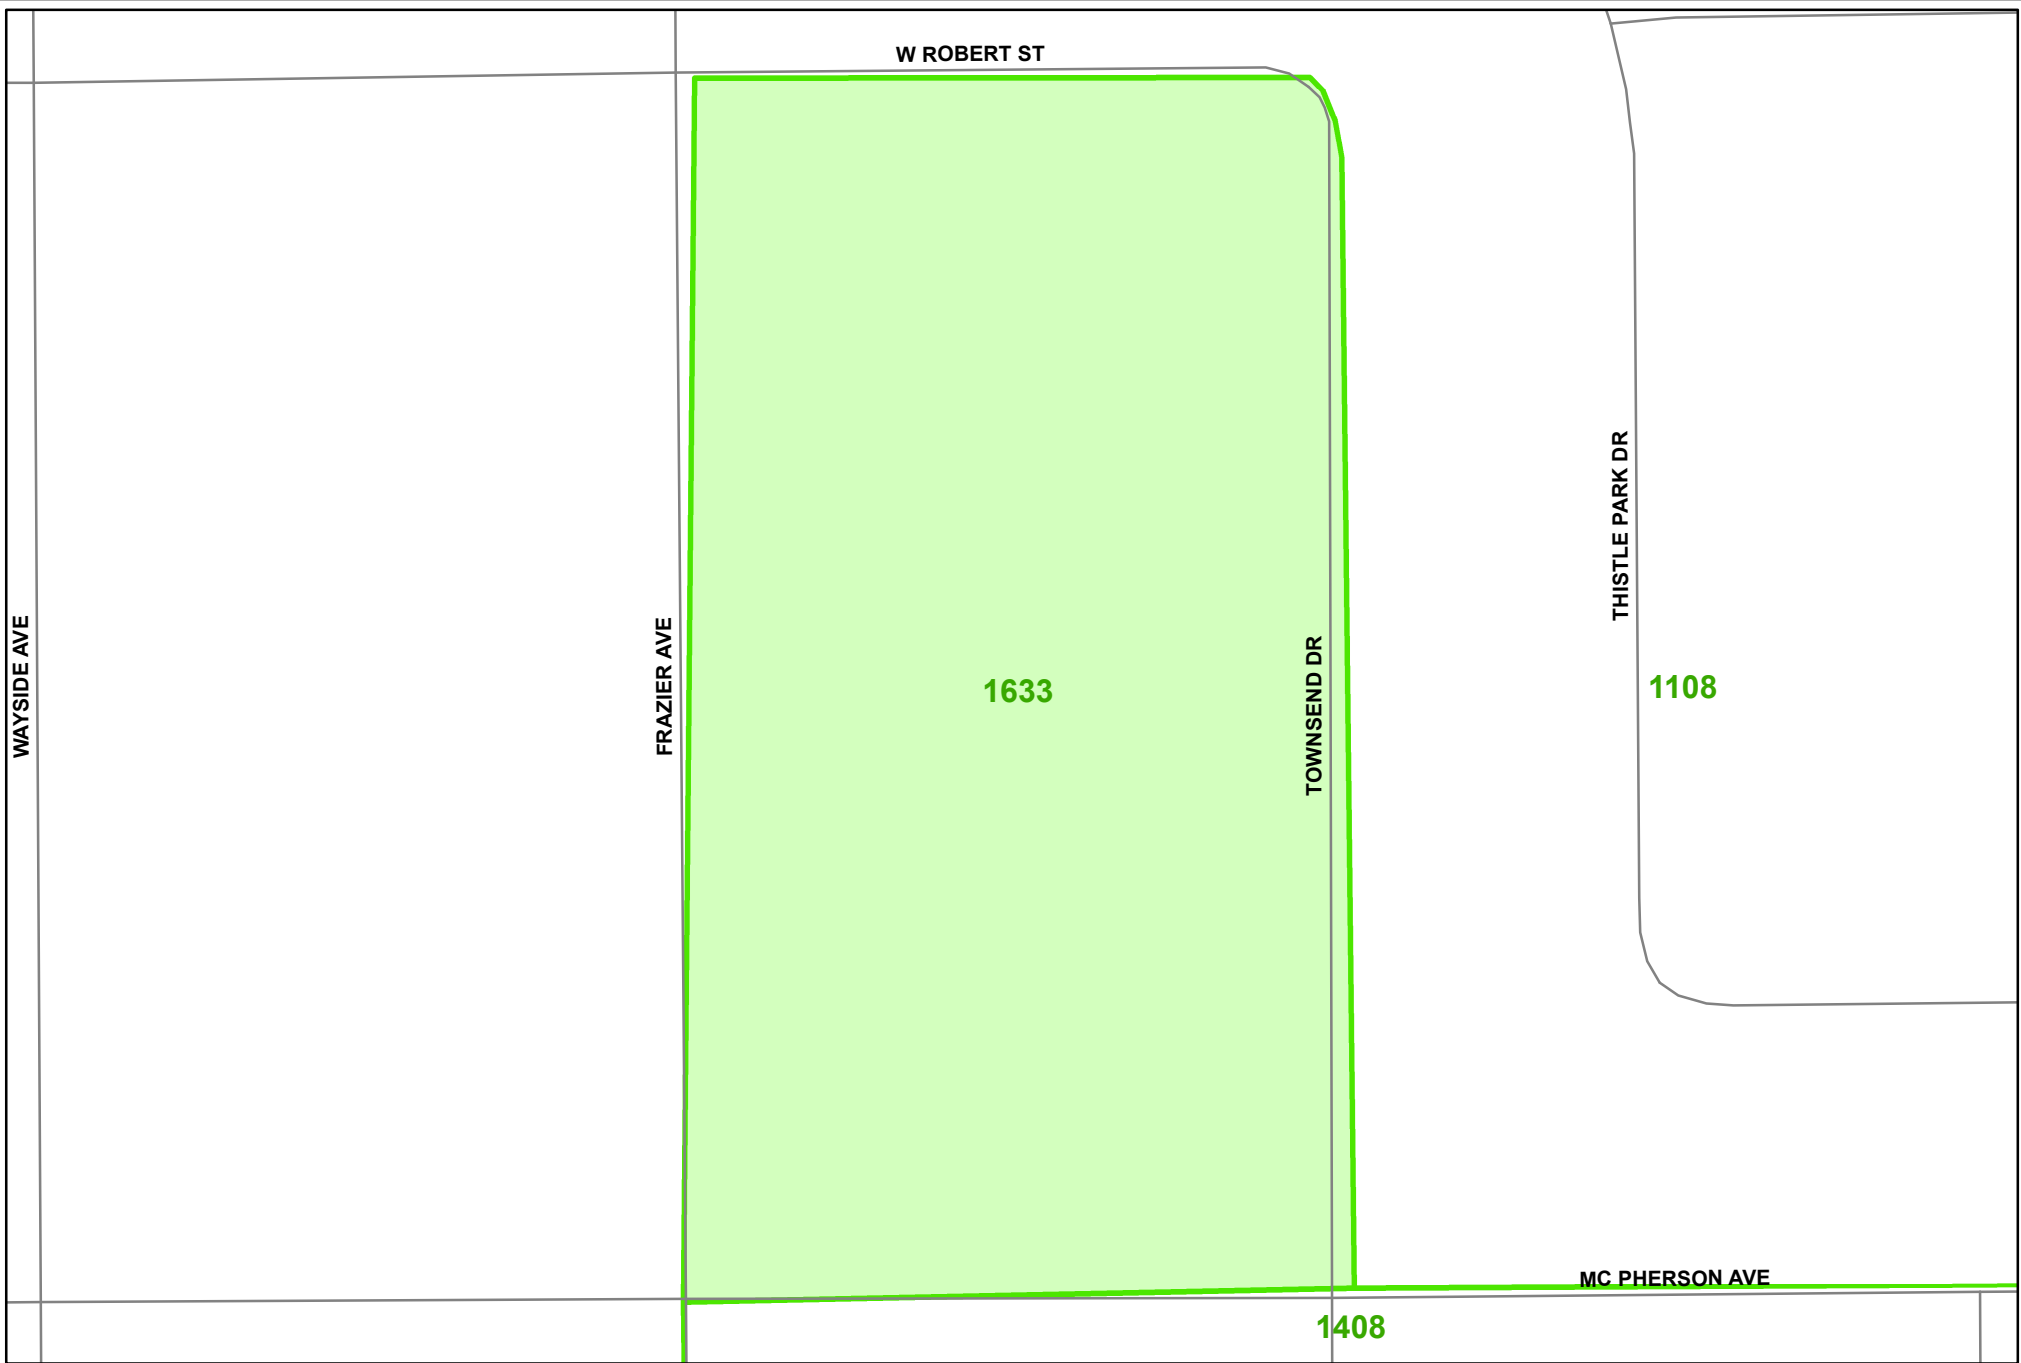 W ROBERT ST
THISTLE PARK DR
WAYSIDE AVE
FRAZIER AVE
TOWNSEND DR
1633
1108
MC PHERSON AVE
1408